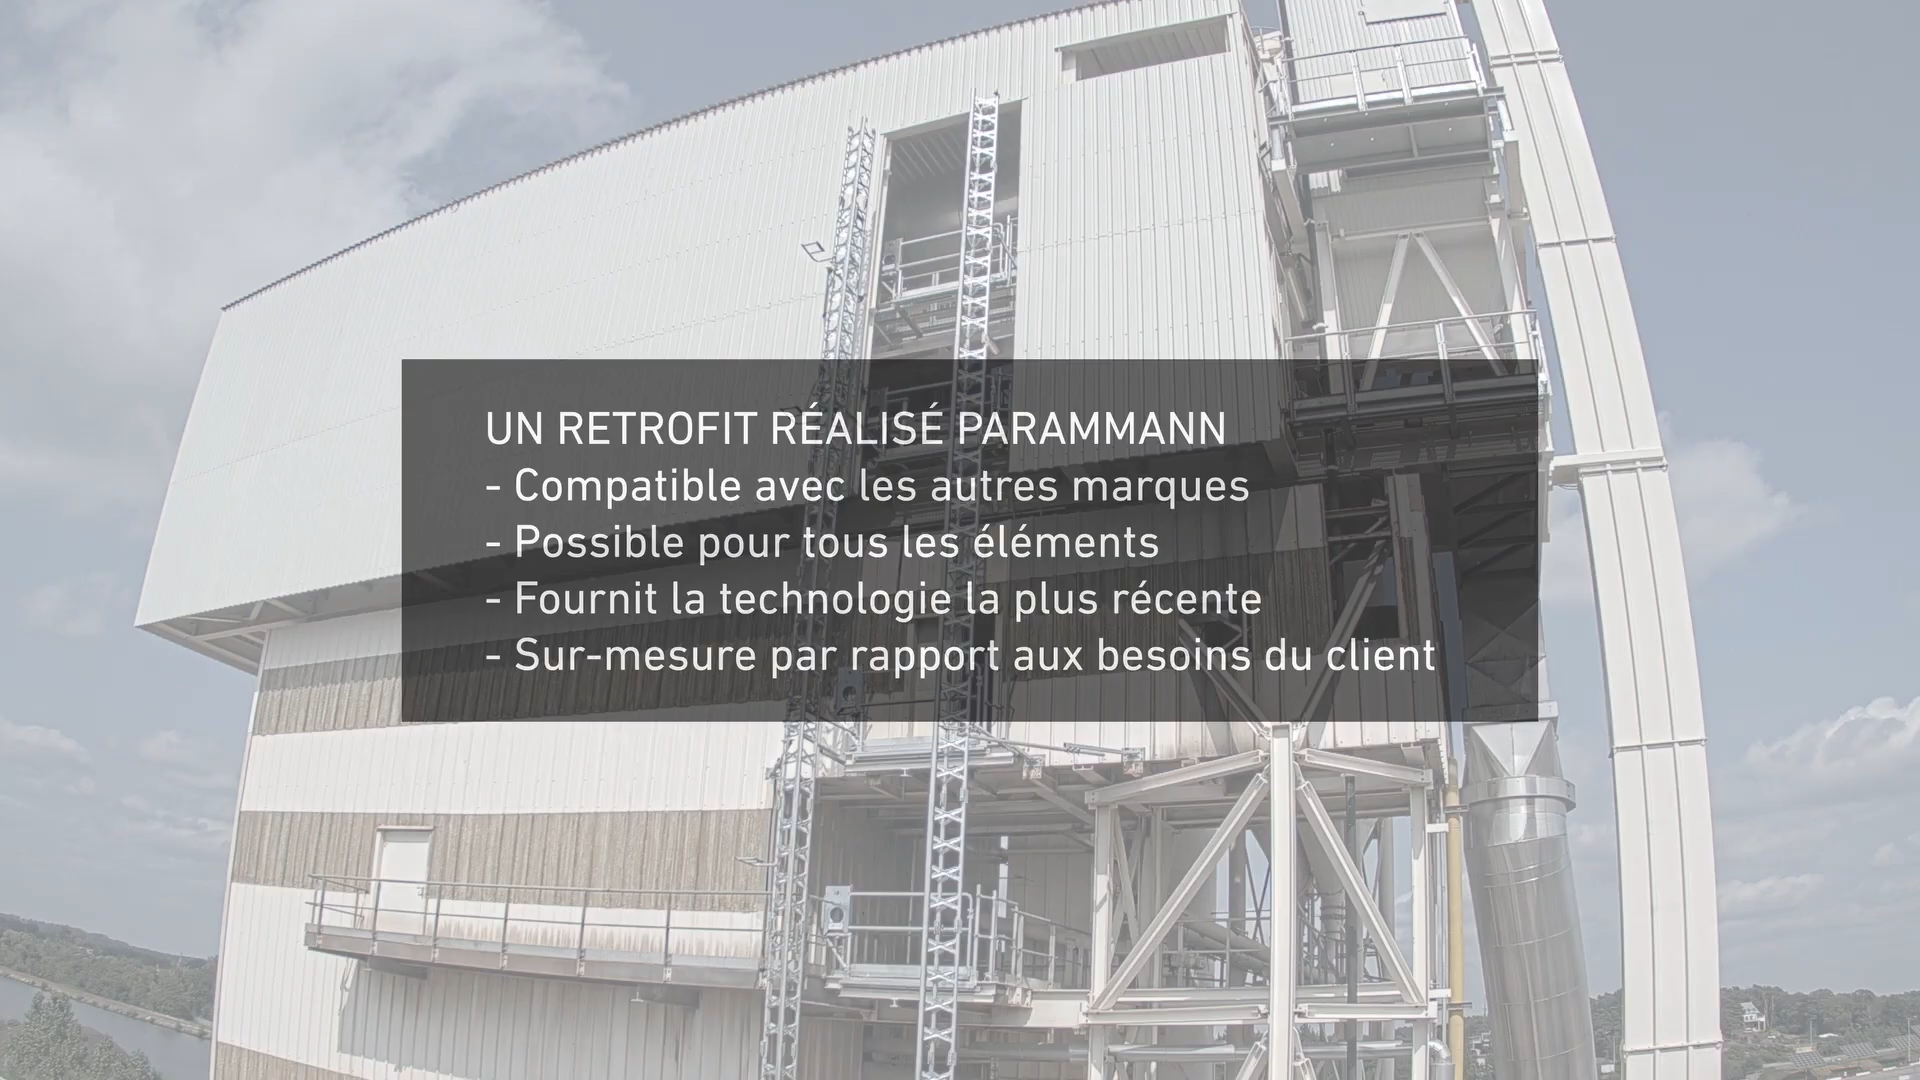 UN RETROFIT RÉALISÉ PARAMMANN
- Compatible avec les autres marques
- Possible pour tous les éléments
- Fournit la technologie la plus récente
- Sur-mesure par rapport aux besoins du client